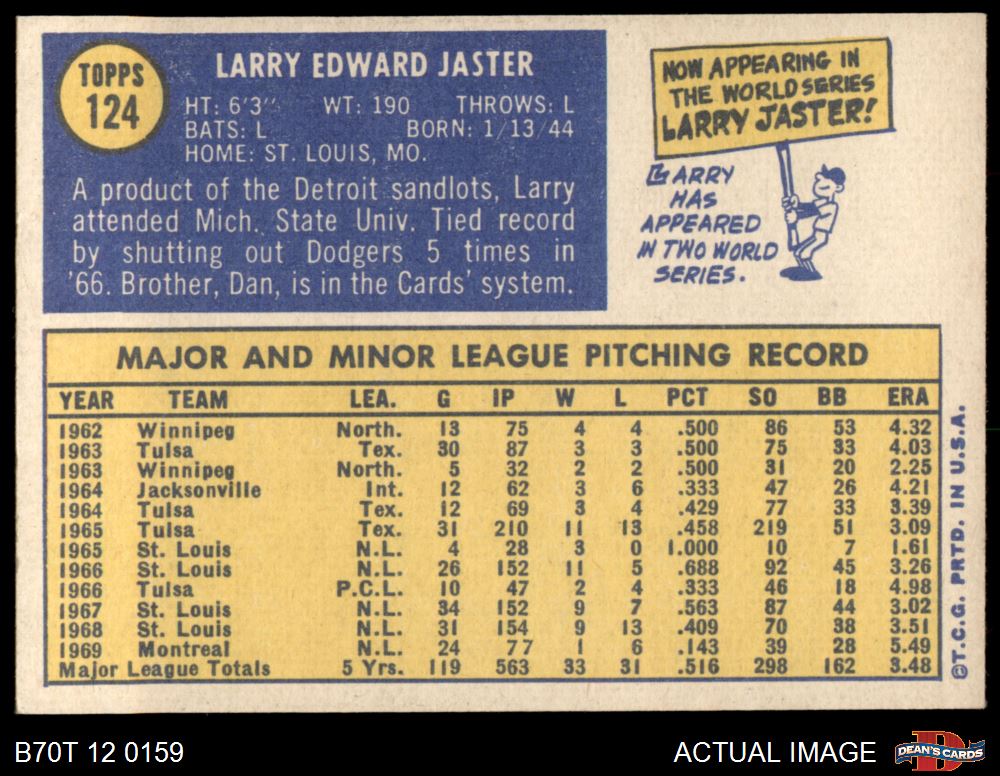 TOPPS
124
LARRY EDWARD JASTER
HT: 6'3" WT: 190 THROWS: L
BATS: L BORN: 1/13/44
HOME: ST. LOUIS, MO.
A product of the Detroit sandlots, Larry
attended Mich. State Univ. Tied record
by shutting out Dodgers 5 times in
'66. Brother, Dan, is in the Cards' system.
NOW APPEARING IN
THE WORLD SERIES
LARRY JASTER!
LARRY
HAS
APPEARED
IN TWO WORLD
SERIES.
MAJOR AND MINOR LEAGUE PITCHING RECORD
YEAR TEAM LEA. G IP W L PCT SO BB ERA
1962 Winnipeg North. 13 75 4 4 .500 86 53 4.32
1963 Tulsa Tex. 30 87 3 3 .500 75 33 4.03
1963 Winnipeg North. 5 32 2 2 .500 31 20 2.25
1964 Jacksonville Int. 12 62 3 6 .333 47 26 4.21
1964 Tulsa Tex. 12 69 3 4 .429 77 33 3.39
1965 Tulsa Tex. 31 210 11 13 .458 219 51 3.09
1965 St. Louis N.L. 4 28 3 0 1.000 10 7 1.61
1966 St. Louis N.L. 26 152 11 5 .688 92 45 3.26
1966 Tulsa P.C.L. 10 47 2 4 .333 46 18 4.98
1967 St. Louis N.L. 34 152 9 7 .563 87 44 3.02
1968 St. Louis N.L. 31 154 9 13 .409 70 38 3.51
1969 Montreal N.L. 24 77 1 6 .143 39 28 5.49
Major League Totals 5 Yrs. 119 563 33 31 .516 298 162 3.48
©T.C.G. PRTD. IN U.S.A.
B70T 12 0159
ACTUAL IMAGE
D
DEAN'S CARDS